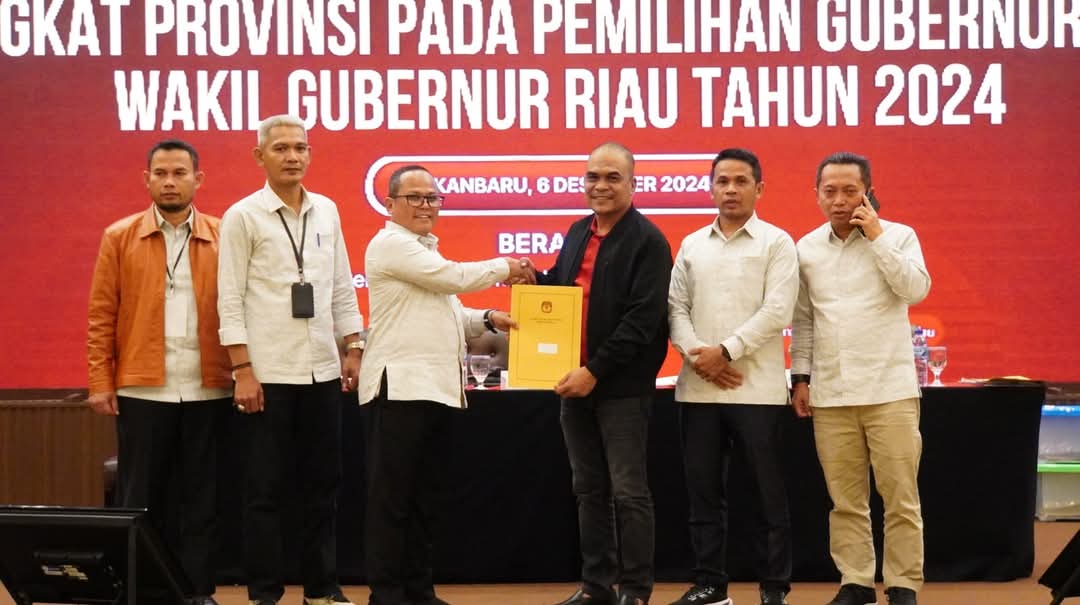 GKAT PROVINSI PADA PEMILIHAN GUBERNUR
WAKIL GUBERNUR RIAU TAHUN 2024
KANBARU, 6 DES   ER 2024
BERA